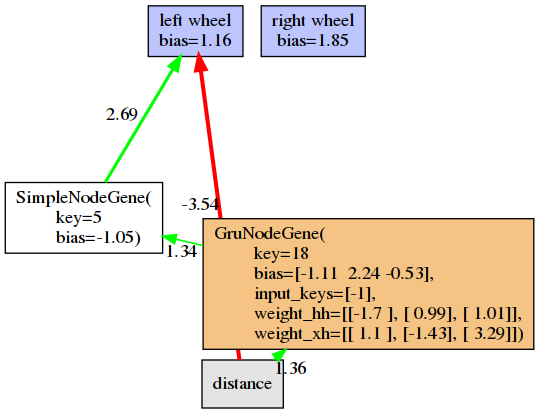 left wheel
bias=1.16
right wheel
bias=1.85
2.69
SimpleNodeGene(
key=5
bias=-1.05)
-3.54
1.34
GruNodeGene(
key=18
bias=[-1.11 2.24 -0.53],
input_keys=[-1],
weight_hh=[[-1.7 ], [ 0.99], [ 1.01]],
weight_xh=[[ 1.1 ], [-1.43], [ 3.29]])
1.36
distance